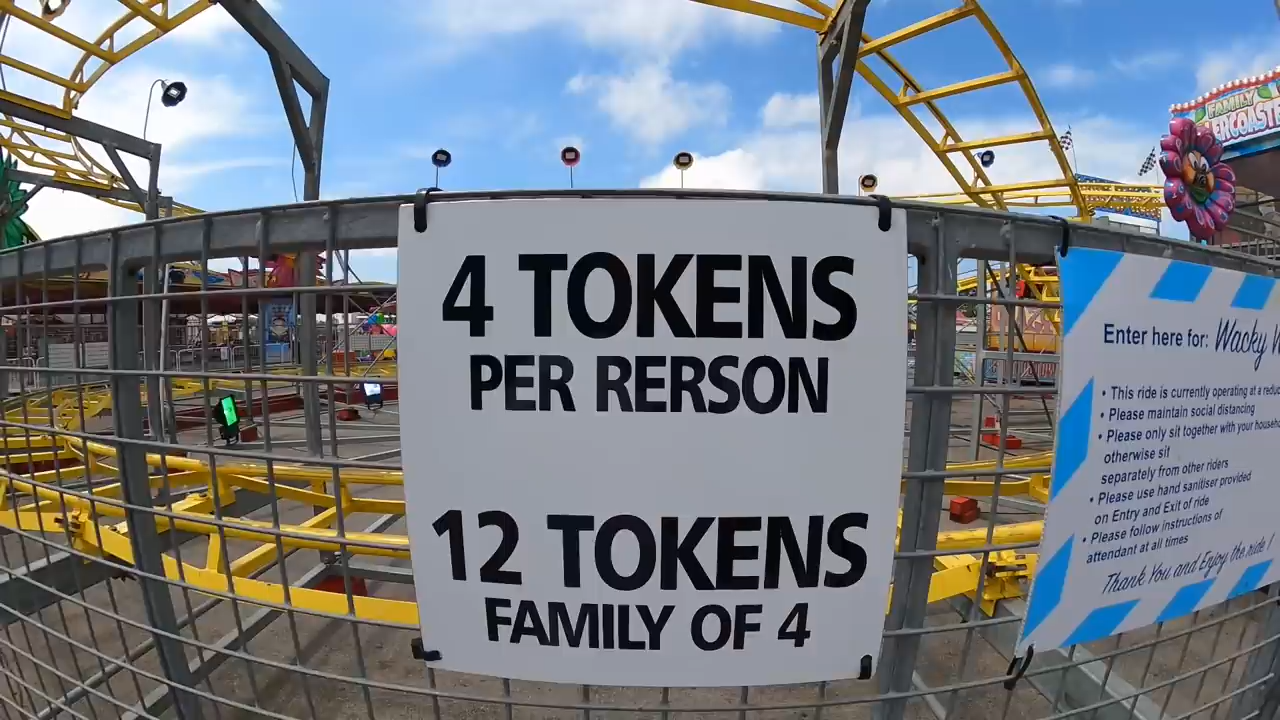 4 TOKENS
PER RERSON
12 TOKENS
FAMILY OF 4
Enter here for: Wacky
• This ride is currently operating at a
• Please maintain social distancing
• Please only sit together with your
otherwise sit
separately from other riders
• Please use hand sanitiser provided
on Entry and Exit of ride
• Please follow instructions of
attendant at all times
Thank You and Enjoy the ride!
FAMILY